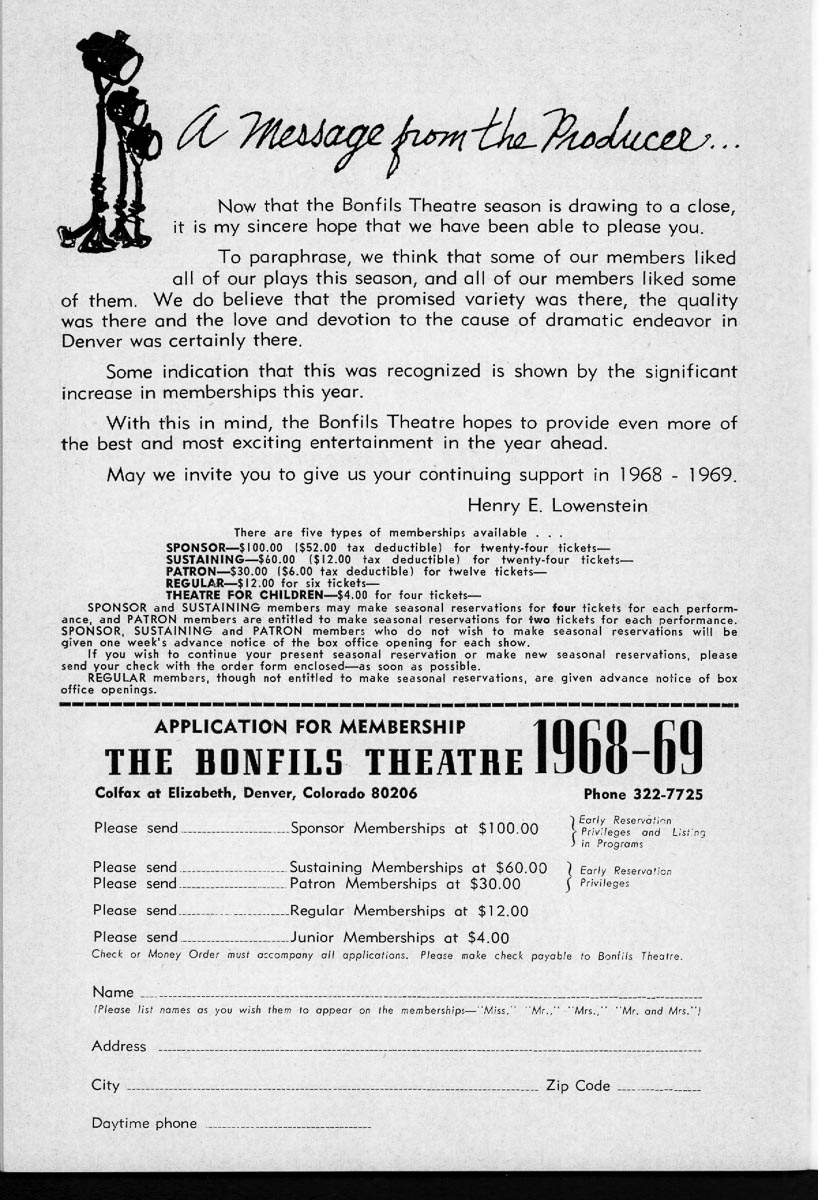 A Message from the Producer...
Now that the Bonfils Theatre season is drawing to a close,
it is my sincere hope that we have been able to please you.
To paraphrase, we think that some of our members liked
all of our plays this season, and all of our members liked some
of them. We do believe that the promised variety was there, the quality
was there and the love and devotion to the cause of dramatic endeavor in
Denver was certainly there.
Some indication that this was recognized is shown by the significant
increase in memberships this year.
With this in mind, the Bonfils Theatre hopes to provide even more of
the best and most exciting entertainment in the year ahead.
May we invite you to give us your continuing support in 1968 - 1969.
Henry E. Lowenstein
There are five types of memberships available . . .
SPONSOR—$100.00 ($52.00 tax deductible) for twenty-four tickets—
SUSTAINING—$60.00 ($12.00 tax deductible) for twenty-four tickets—
PATRON—$30.00 ($6.00 tax deductible) for twelve tickets—
REGULAR—$12.00 for six tickets—
THEATRE FOR CHILDREN—$4.00 for four tickets—
SPONSOR and SUSTAINING members may make seasonal reservations for four tickets for each perform-
ance, and PATRON members are entitled to make seasonal reservations for two tickets for each performance.
SPONSOR, SUSTAINING and PATRON members who do not wish to make seasonal reservations will be
given one week's advance notice of the box office opening for each show.
If you wish to continue your present seasonal reservation or make new seasonal reservations, please
send your check with the order form enclosed—as soon as possible.
REGULAR members, though not entitled to make seasonal reservations, are given advance notice of box
office openings.
APPLICATION FOR MEMBERSHIP
THE BONFILS THEATRE 1968-69
Colfax at Elizabeth, Denver, Colorado 80206 Phone 322-7725
Please send Sponsor Memberships at $100.00
Early Reservation
Privileges and Listing
in Programs
Please send Sustaining Memberships at $60.00
Please send Patron Memberships at $30.00
Early Reservation
Privileges
Please send Regular Memberships at $12.00
Please send Junior Memberships at $4.00
Check or Money Order must accompany all applications. Please make check payable to Bonfils Theatre.
Name
(Please list names as you wish them to appear on the memberships—"Miss," "Mr.," "Mrs.," "Mr. and Mrs.")
Address
City Zip Code
Daytime phone